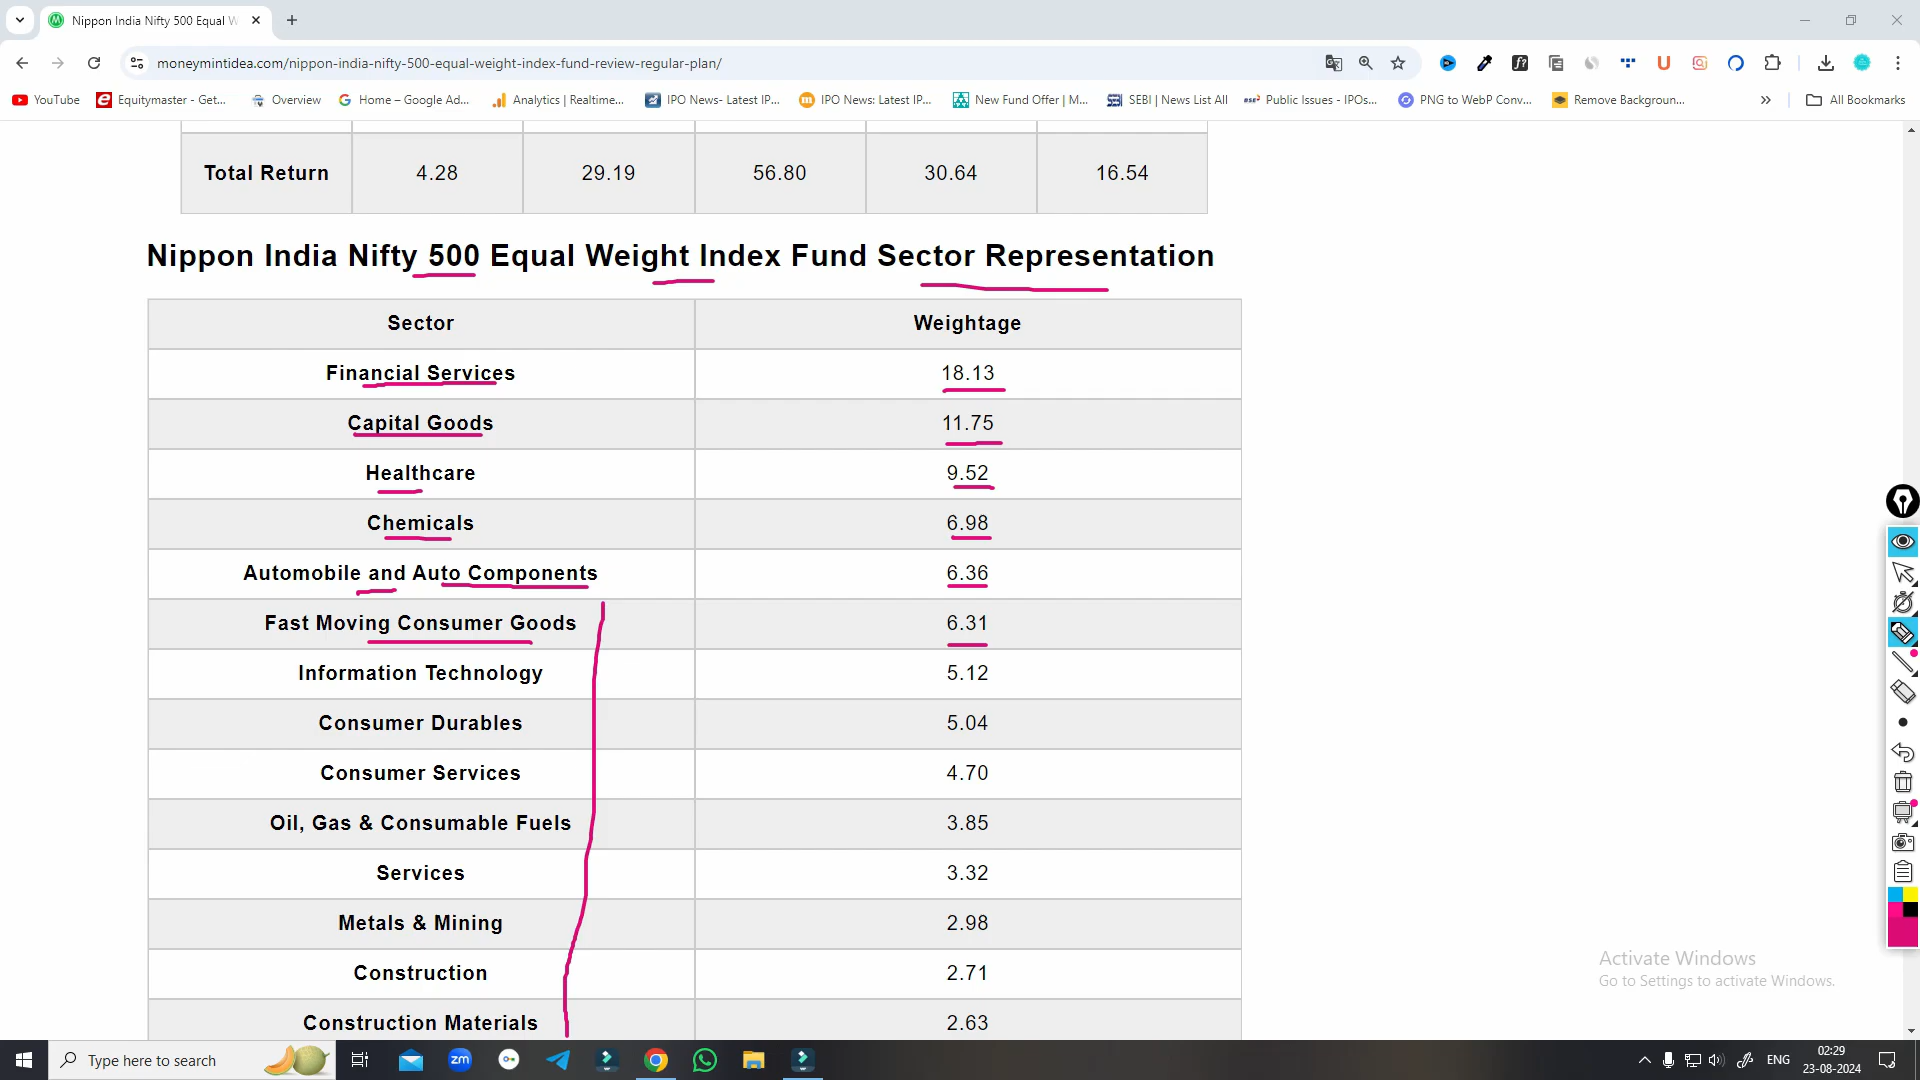 Nippon India Nifty 500 Equal W
moneymintidea.com/nippon-india-nifty-500-equal-weight-index-fund-review-regular-plan/
YouTube Equitymaster - Get... Overview Home – Google Ad... Analytics | Realtime... IPO News- Latest IP... IPO News: Latest IP... New Fund Offer | M... SEBI | News List All Public Issues - IPOs... PNG to WebP Conv... Remove Backgroun... All Bookmarks
Total Return 4.28 29.19 56.80 30.64 16.54
Nippon India Nifty 500 Equal Weight Index Fund Sector Representation
Sector Weightage
Financial Services 18.13
Capital Goods 11.75
Healthcare 9.52
Chemicals 6.98
Automobile and Auto Components 6.36
Fast Moving Consumer Goods 6.31
Information Technology 5.12
Consumer Durables 5.04
Consumer Services 4.70
Oil, Gas & Consumable Fuels 3.85
Services 3.32
Metals & Mining 2.98
Construction 2.71
Construction Materials 2.63
Activate Windows
Go to Settings to activate Windows.
Type here to search
zm
ENG
02:29
23-08-2024